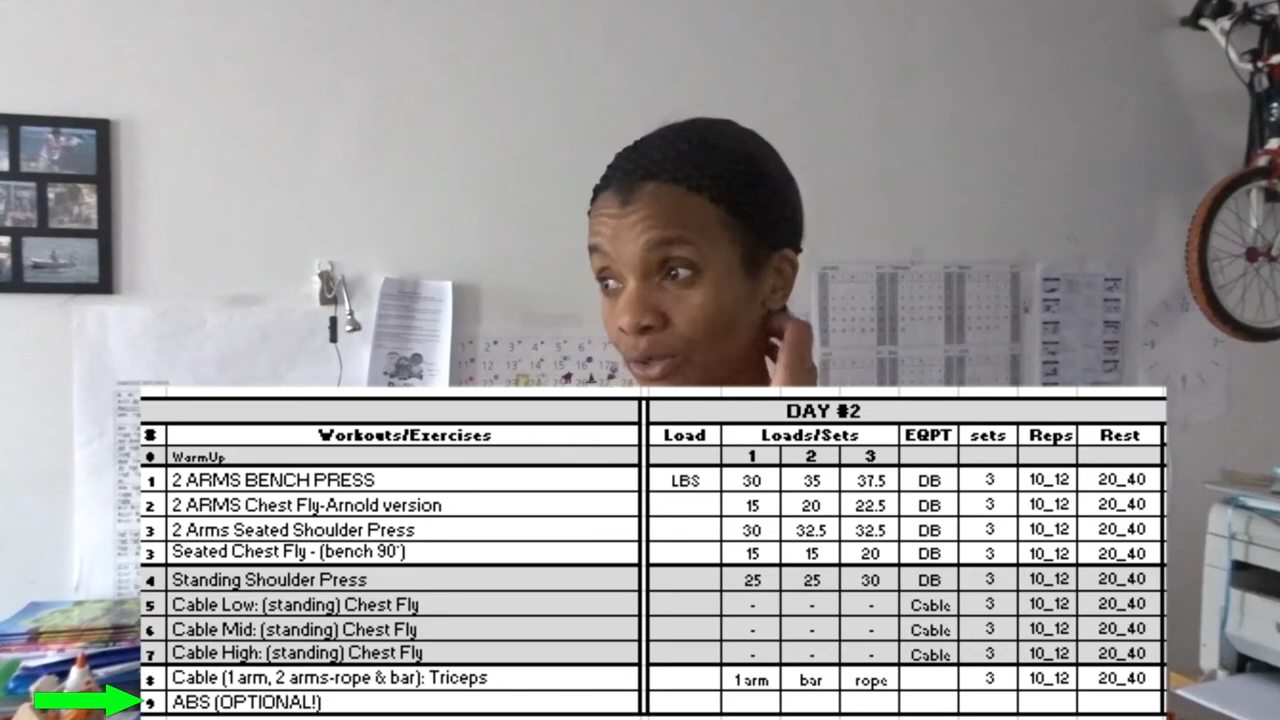 DAY #2
# Workouts/Exercises Load Loads/Sets EQPT sets Reps Rest
0 WarmUp 1 2 3
1 2 ARMS BENCH PRESS LBS 30 35 37.5 DB 3 10_12 20_40
2 2 ARMS Chest Fly-Arnold version 15 20 22.5 DB 3 10_12 20_40
3 2 Arms Seated Shoulder Press 30 32.5 32.5 DB 3 10_12 20_40
3 Seated Chest Fly - (bench 90°) 15 15 20 DB 3 10_12 20_40
4 Standing Shoulder Press 25 25 30 DB 3 10_12 20_40
5 Cable Low: (standing) Chest Fly - - - Cable 3 10_12 20_40
6 Cable Mid: (standing) Chest Fly - - - Cable 3 10_12 20_40
7 Cable High: (standing) Chest Fly - - - Cable 3 10_12 20_40
8 Cable (1 arm, 2 arms-rope & bar): Triceps 1 arm bar rope 3 10_12 20_40
9 ABS (OPTIONAL!)